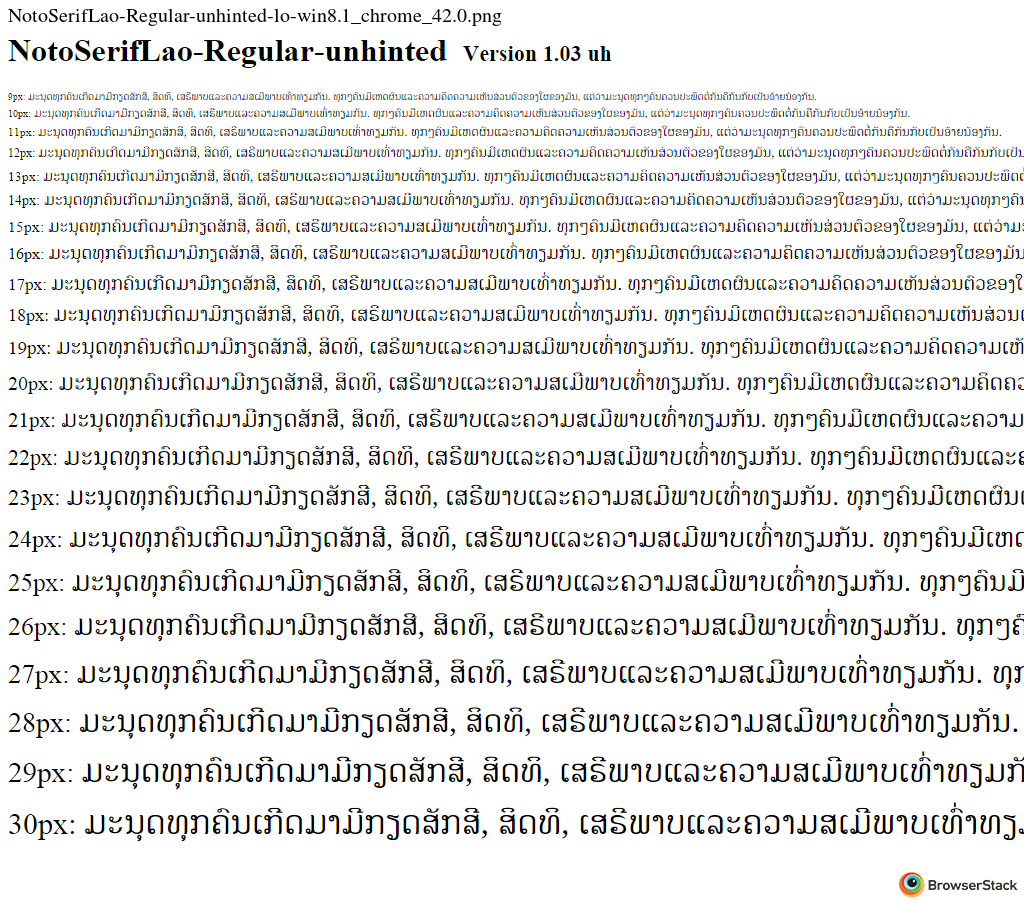 NotoSerifLao-Regular-unhinted-lo-win8.1_chrome_42.0.png
NotoSerifLao-Regular-unhinted Version 1.03 uh
9px: ມະນຸດທຸກຄົນເກີດມາມີກຽດສັກສີ, ສິດທິ, ເສຣີພາບແລະຄວາມສເມີພາບເທົ່າທຽມກັນ. ທຸກໆຄົນມີເຫດຜົນແລະຄວາມຄິດຄວາມເຫັນສ່ວນຕົວຂອງໃຜຂອງມັນ, ແຕ່ວ່າມະນຸດທຸກໆຄົນຄວນປະພຶດຕໍ່ກັນຄືກັນກັບເປັນອ້າຍນ້ອງກັນ.
10px: ມະນຸດທຸກຄົນເກີດມາມີກຽດສັກສີ, ສິດທິ, ເສຣີພາບແລະຄວາມສເມີພາບເທົ່າທຽມກັນ. ທຸກໆຄົນມີເຫດຜົນແລະຄວາມຄິດຄວາມເຫັນສ່ວນຕົວຂອງໃຜຂອງມັນ, ແຕ່ວ່າມະນຸດທຸກໆຄົນຄວນປະພຶດຕໍ່ກັນຄືກັນກັບເປັນອ້າຍນ້ອງກັນ.
11px: ມະນຸດທຸກຄົນເກີດມາມີກຽດສັກສີ, ສິດທິ, ເສຣີພາບແລະຄວາມສເມີພາບເທົ່າທຽມກັນ. ທຸກໆຄົນມີເຫດຜົນແລະຄວາມຄິດຄວາມເຫັນສ່ວນຕົວຂອງໃຜຂອງມັນ, ແຕ່ວ່າມະນຸດທຸກໆຄົນຄວນປະພຶດຕໍ່ກັນຄືກັນກັບເປັນອ້າຍນ້ອງກັນ.
12px: ມະນຸດທຸກຄົນເກີດມາມີກຽດສັກສີ, ສິດທິ, ເສຣີພາບແລະຄວາມສເມີພາບເທົ່າທຽມກັນ. ທຸກໆຄົນມີເຫດຜົນແລະຄວາມຄິດຄວາມເຫັນສ່ວນຕົວຂອງໃຜຂອງມັນ, ແຕ່ວ່າມະນຸດທຸກໆຄົນຄວນປະພຶດຕໍ່ກັນຄືກັນກັບເປັນ
13px: ມະນຸດທຸກຄົນເກີດມາມີກຽດສັກສີ, ສິດທິ, ເສຣີພາບແລະຄວາມສເມີພາບເທົ່າທຽມກັນ. ທຸກໆຄົນມີເຫດຜົນແລະຄວາມຄິດຄວາມເຫັນສ່ວນຕົວຂອງໃຜຂອງມັນ, ແຕ່ວ່າມະນຸດທຸກໆຄົນຄວນປະພຶດຕໍ່
14px: ມະນຸດທຸກຄົນເກີດມາມີກຽດສັກສີ, ສິດທິ, ເສຣີພາບແລະຄວາມສເມີພາບເທົ່າທຽມກັນ. ທຸກໆຄົນມີເຫດຜົນແລະຄວາມຄິດຄວາມເຫັນສ່ວນຕົວຂອງໃຜຂອງມັນ, ແຕ່ວ່າມະນຸດທຸກໆຄົນ
15px: ມະນຸດທຸກຄົນເກີດມາມີກຽດສັກສີ, ສິດທິ, ເສຣີພາບແລະຄວາມສເມີພາບເທົ່າທຽມກັນ. ທຸກໆຄົນມີເຫດຜົນແລະຄວາມຄິດຄວາມເຫັນສ່ວນຕົວຂອງໃຜຂອງມັນ, ແຕ່ວ່າມະ
16px: ມະນຸດທຸກຄົນເກີດມາມີກຽດສັກສີ, ສິດທິ, ເສຣີພາບແລະຄວາມສເມີພາບເທົ່າທຽມກັນ. ທຸກໆຄົນມີເຫດຜົນແລະຄວາມຄິດຄວາມເຫັນສ່ວນຕົວຂອງໃຜຂອງມັນ
17px: ມະນຸດທຸກຄົນເກີດມາມີກຽດສັກສີ, ສິດທິ, ເສຣີພາບແລະຄວາມສເມີພາບເທົ່າທຽມກັນ. ທຸກໆຄົນມີເຫດຜົນແລະຄວາມຄິດຄວາມເຫັນສ່ວນຕົວຂອງໃ
18px: ມະນຸດທຸກຄົນເກີດມາມີກຽດສັກສີ, ສິດທິ, ເສຣີພາບແລະຄວາມສເມີພາບເທົ່າທຽມກັນ. ທຸກໆຄົນມີເຫດຜົນແລະຄວາມຄິດຄວາມເຫັນສ່ວນຕ
19px: ມະນຸດທຸກຄົນເກີດມາມີກຽດສັກສີ, ສິດທິ, ເສຣີພາບແລະຄວາມສເມີພາບເທົ່າທຽມກັນ. ທຸກໆຄົນມີເຫດຜົນແລະຄວາມຄິດຄວາມເຫັ
20px: ມະນຸດທຸກຄົນເກີດມາມີກຽດສັກສີ, ສິດທິ, ເສຣີພາບແລະຄວາມສເມີພາບເທົ່າທຽມກັນ. ທຸກໆຄົນມີເຫດຜົນແລະຄວາມຄິດຄວ
21px: ມະນຸດທຸກຄົນເກີດມາມີກຽດສັກສີ, ສິດທິ, ເສຣີພາບແລະຄວາມສເມີພາບເທົ່າທຽມກັນ. ທຸກໆຄົນມີເຫດຜົນແລະຄວາມ
22px: ມະນຸດທຸກຄົນເກີດມາມີກຽດສັກສີ, ສິດທິ, ເສຣີພາບແລະຄວາມສເມີພາບເທົ່າທຽມກັນ. ທຸກໆຄົນມີເຫດຜົນແລະຄ
23px: ມະນຸດທຸກຄົນເກີດມາມີກຽດສັກສີ, ສິດທິ, ເສຣີພາບແລະຄວາມສເມີພາບເທົ່າທຽມກັນ. ທຸກໆຄົນມີເຫດຜົນ
24px: ມະນຸດທຸກຄົນເກີດມາມີກຽດສັກສີ, ສິດທິ, ເສຣີພາບແລະຄວາມສເມີພາບເທົ່າທຽມກັນ. ທຸກໆຄົນມີເຫດ
25px: ມະນຸດທຸກຄົນເກີດມາມີກຽດສັກສີ, ສິດທິ, ເສຣີພາບແລະຄວາມສເມີພາບເທົ່າທຽມກັນ. ທຸກໆຄົນມີ
26px: ມະນຸດທຸກຄົນເກີດມາມີກຽດສັກສີ, ສິດທິ, ເສຣີພາບແລະຄວາມສເມີພາບເທົ່າທຽມກັນ. ທຸກໆຄົ
27px: ມະນຸດທຸກຄົນເກີດມາມີກຽດສັກສີ, ສິດທິ, ເສຣີພາບແລະຄວາມສເມີພາບເທົ່າທຽມກັນ. ທຸກ
28px: ມະນຸດທຸກຄົນເກີດມາມີກຽດສັກສີ, ສິດທິ, ເສຣີພາບແລະຄວາມສເມີພາບເທົ່າທຽມກັນ.
29px: ມະນຸດທຸກຄົນເກີດມາມີກຽດສັກສີ, ສິດທິ, ເສຣີພາບແລະຄວາມສເມີພາບເທົ່າທຽມກັ
30px: ມະນຸດທຸກຄົນເກີດມາມີກຽດສັກສີ, ສິດທິ, ເສຣີພາບແລະຄວາມສເມີພາບເທົ່າທຽ
BrowserStack